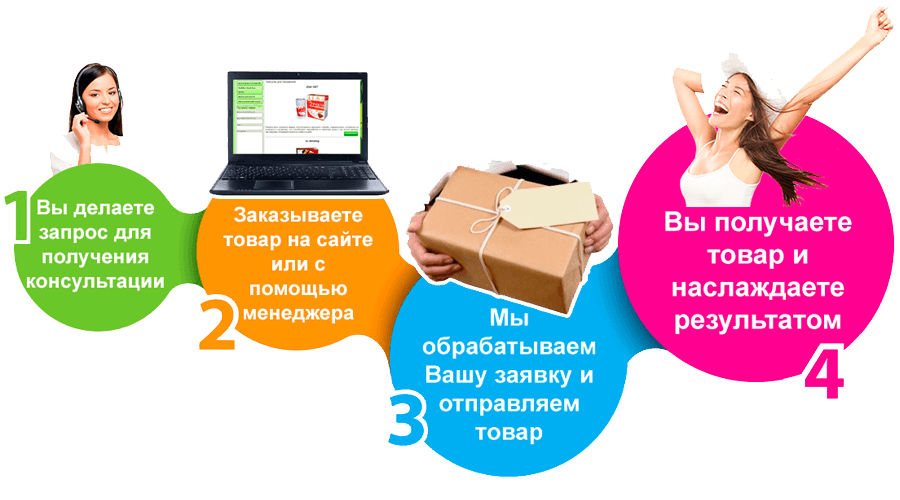 1
Вы делаете
запрос для
получения
консультации
2
Заказываете
товар на сайте
или с
помощью
менеджера
3
Мы
обрабатываем
Вашу заявку и
отправляем
товар
4
Вы получаете
товар и
наслаждаете
результатом